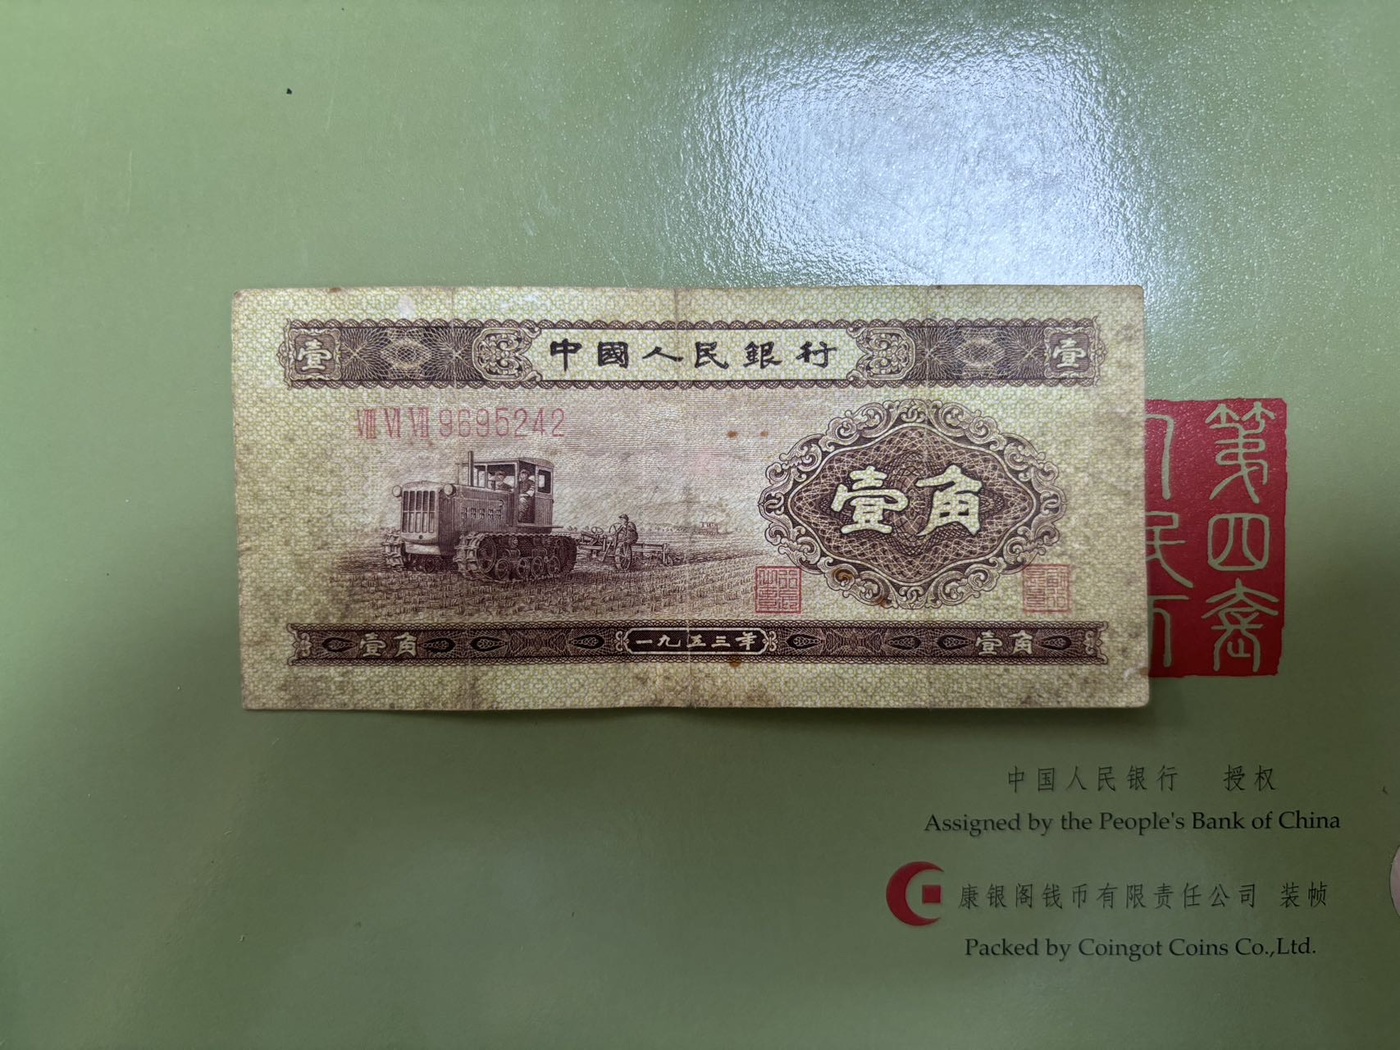 壹 中國人民銀行 壹
VIII VI VII 9695242
壹角
壹角 一九五三年 壹角
第四套
人民币
中国人民银行 授权
Assigned by the People's Bank of China
康银阁钱币有限责任公司 装帧
Packed by Coingot Coins Co.,Ltd.